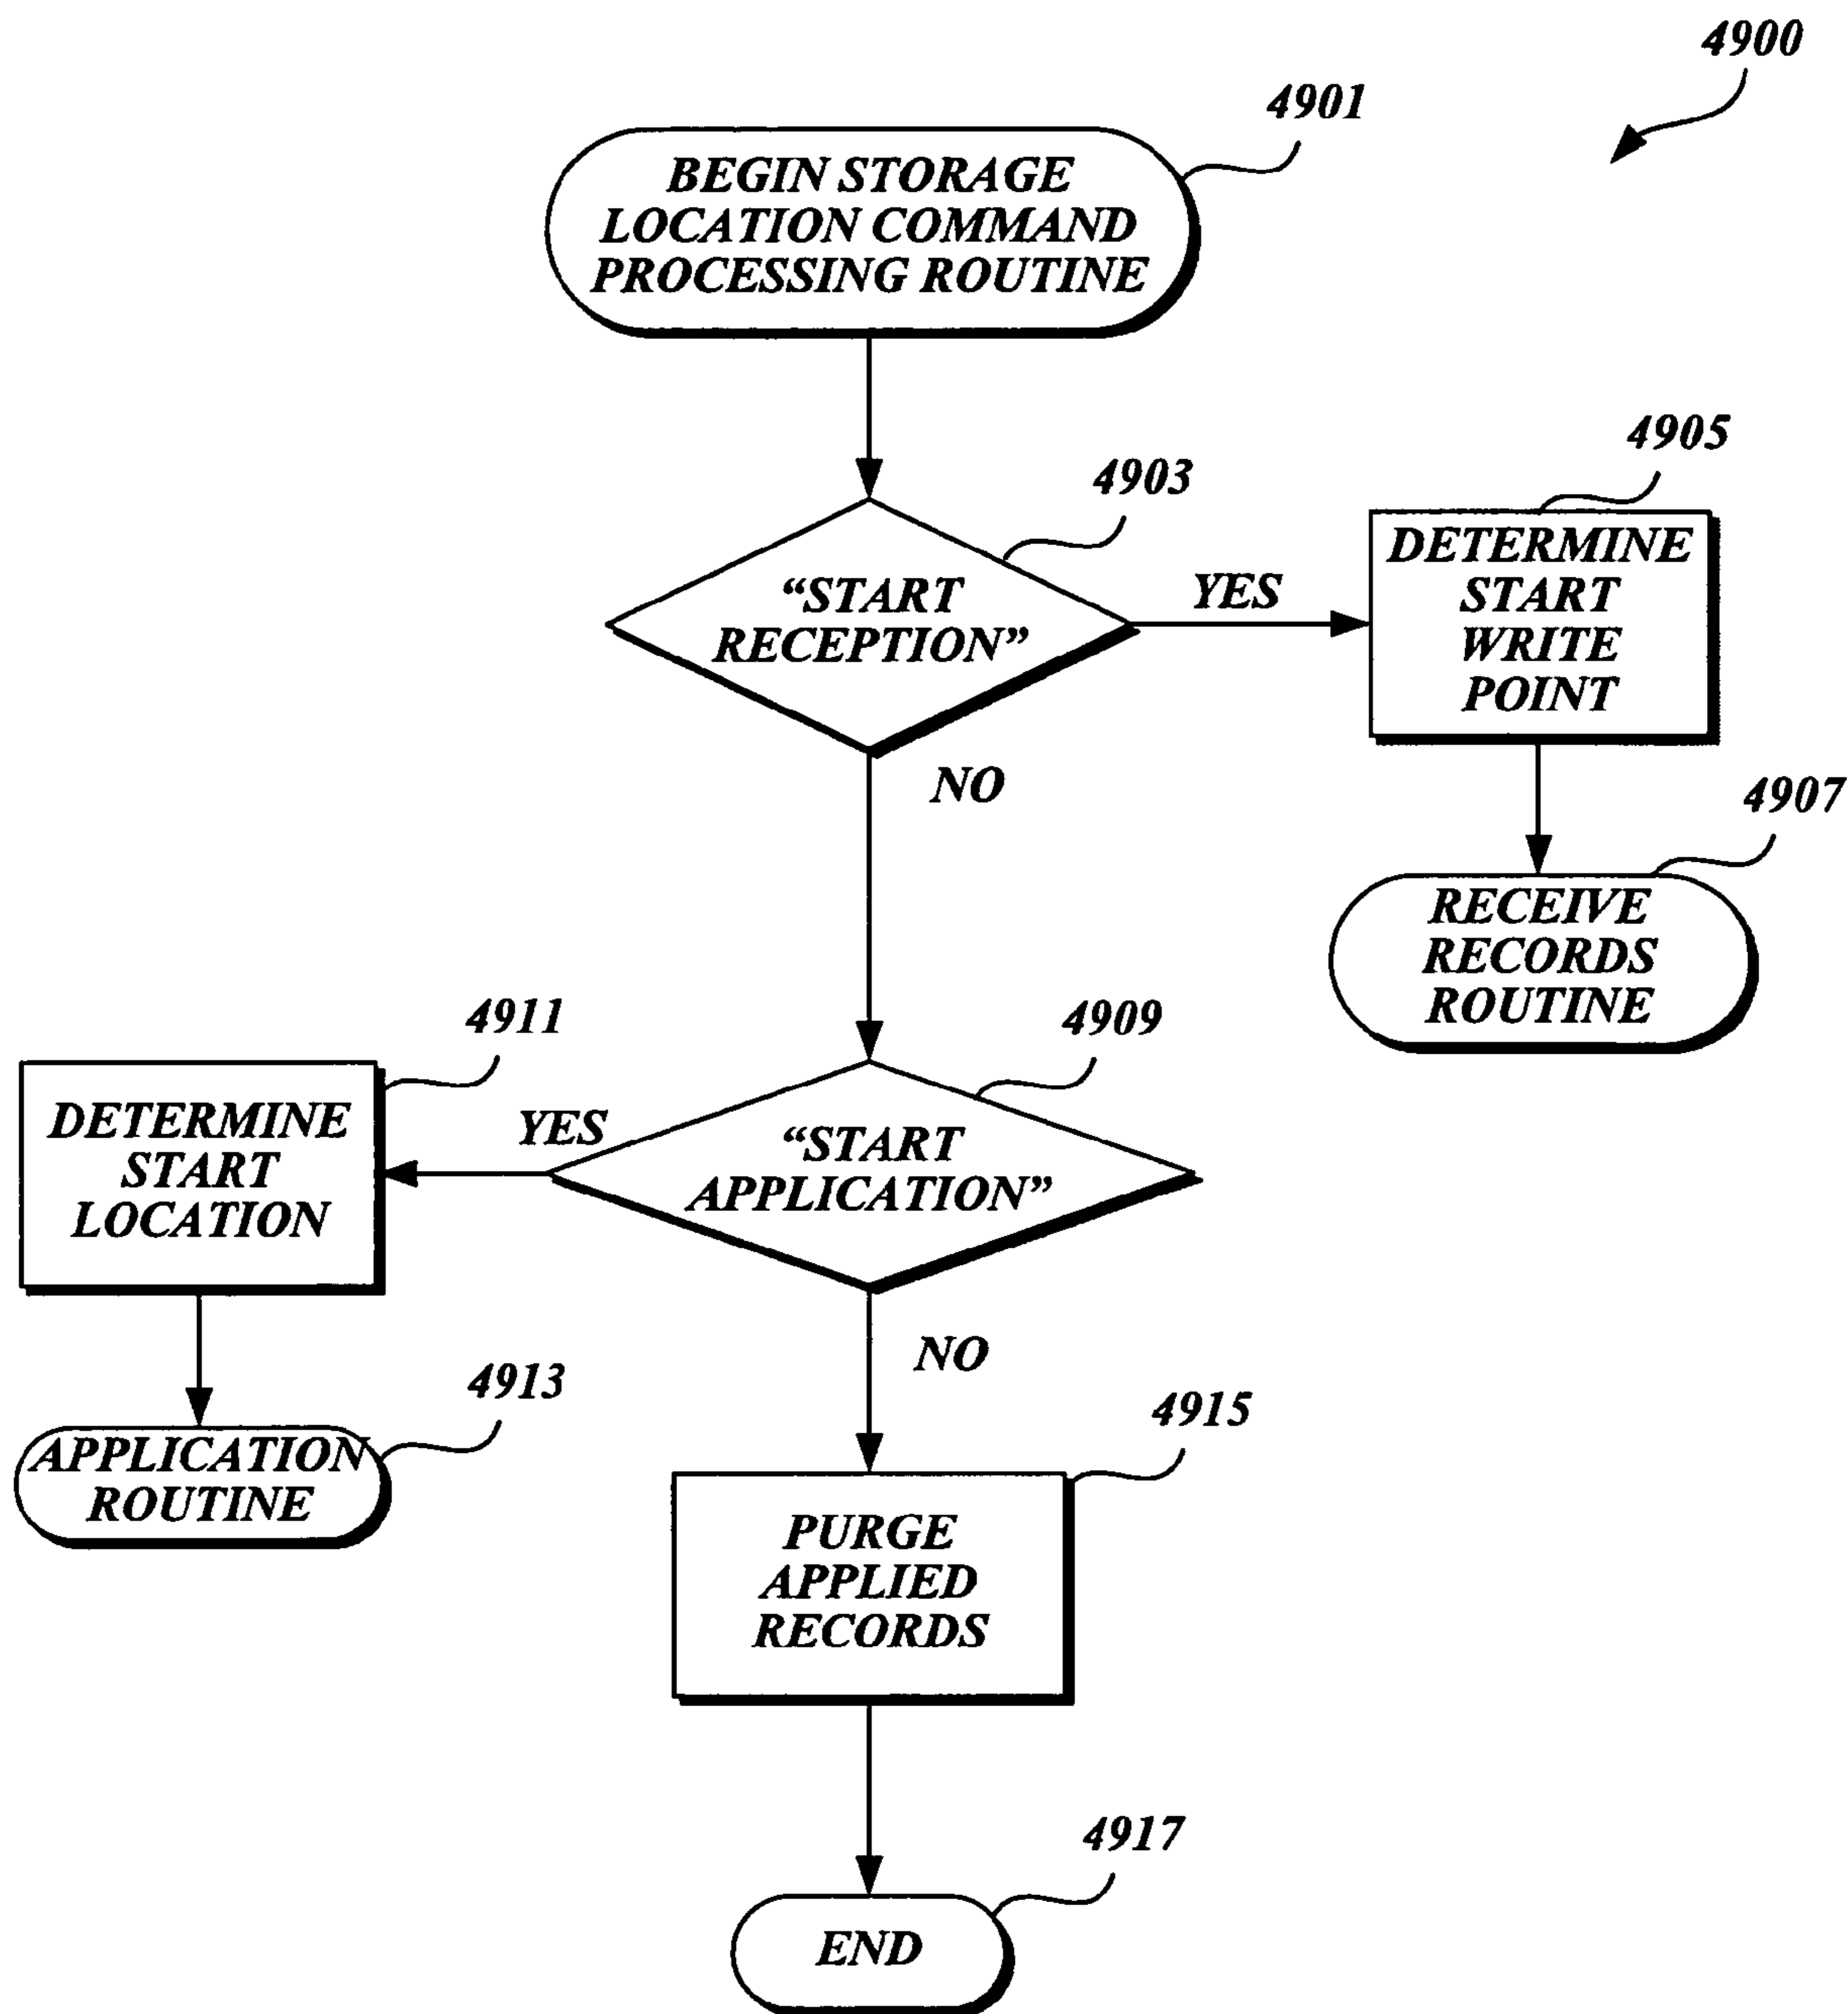 4900
4901
BEGIN STORAGE
LOCATION COMMAND
PROCESSING ROUTINE
4903
“START
RECEPTION”
YES
NO
4905
DETERMINE
START
WRITE
POINT
4907
RECEIVE
RECORDS
ROUTINE
4909
“START
APPLICATION”
YES
NO
4911
DETERMINE
START
LOCATION
4913
APPLICATION
ROUTINE
4915
PURGE
APPLIED
RECORDS
4917
END